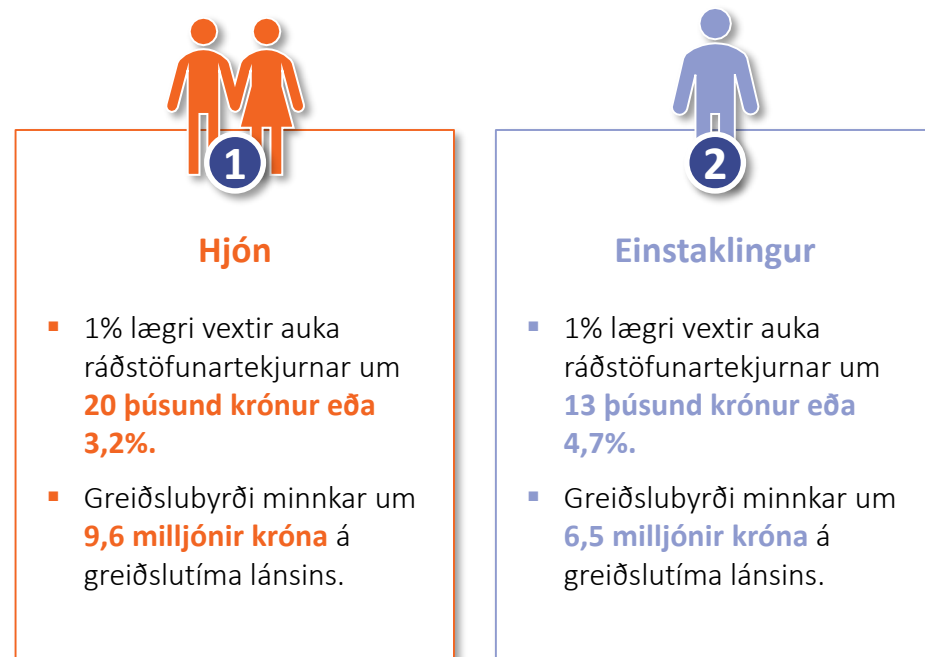 1
Hjón
▪ 1% lægri vextir auka
ráðstöfunartekjurnar um
20 þúsund krónur eða
3,2%.
▪ Greiðslubyrði minnkar um
9,6 milljónir króna á
greiðslutíma lánsins.
2
Einstaklingur
▪ 1% lægri vextir auka
ráðstöfunartekjurnar um
13 þúsund krónur eða
4,7%.
▪ Greiðslubyrði minnkar um
6,5 milljónir króna á
greiðslutíma lánsins.